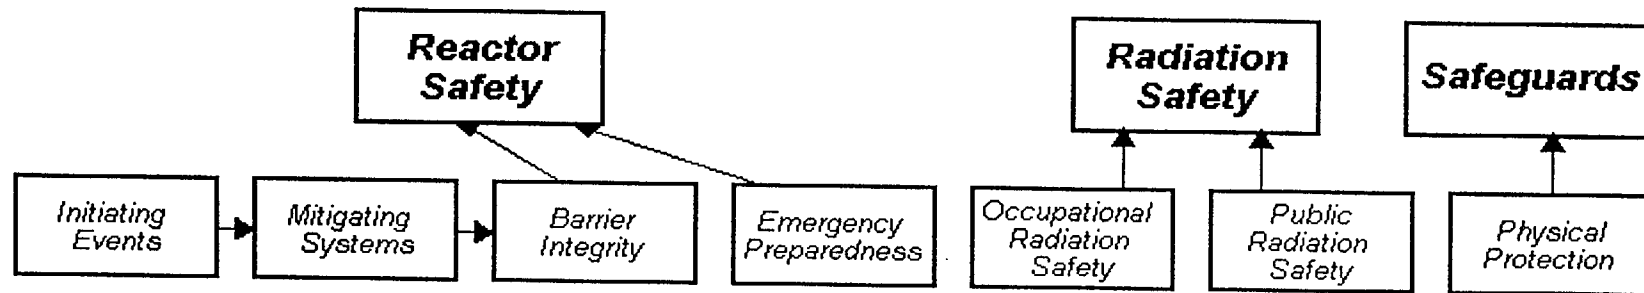 Reactor
Safety
Radiation
Safety
Safeguards
Initiating
Events
Mitigating
Systems
Barrier
Integrity
Emergency
Preparedness
Occupational
Radiation
Safety
Public
Radiation
Safety
Physical
Protection